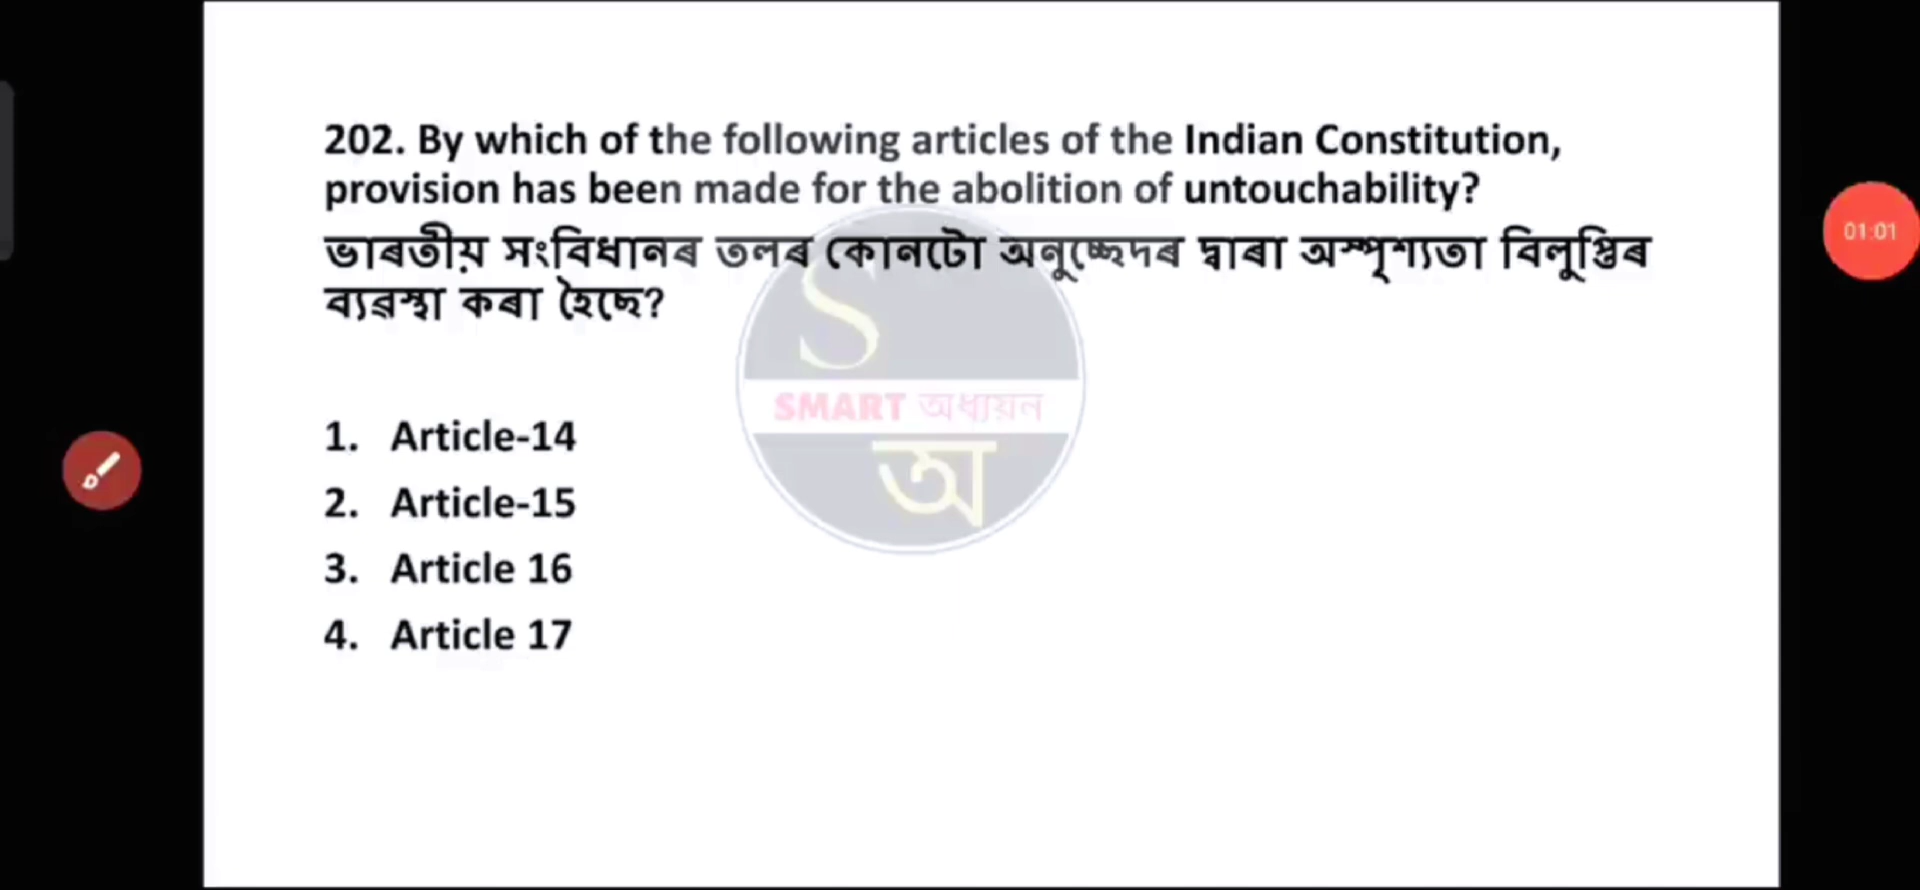 202. By which of the following articles of the Indian Constitution,
provision has been made for the abolition of untouchability?
ভাৰতীয় সংবিধানৰ তলৰ কোনটো অনুচ্ছেদৰ দ্বাৰা অস্পৃশ্যতা বিলুপ্তিৰ
ব্যৱস্থা কৰা হৈছে?
S
SMART অধ্যয়ন
অ
1. Article-14
2. Article-15
3. Article 16
4. Article 17
01:01